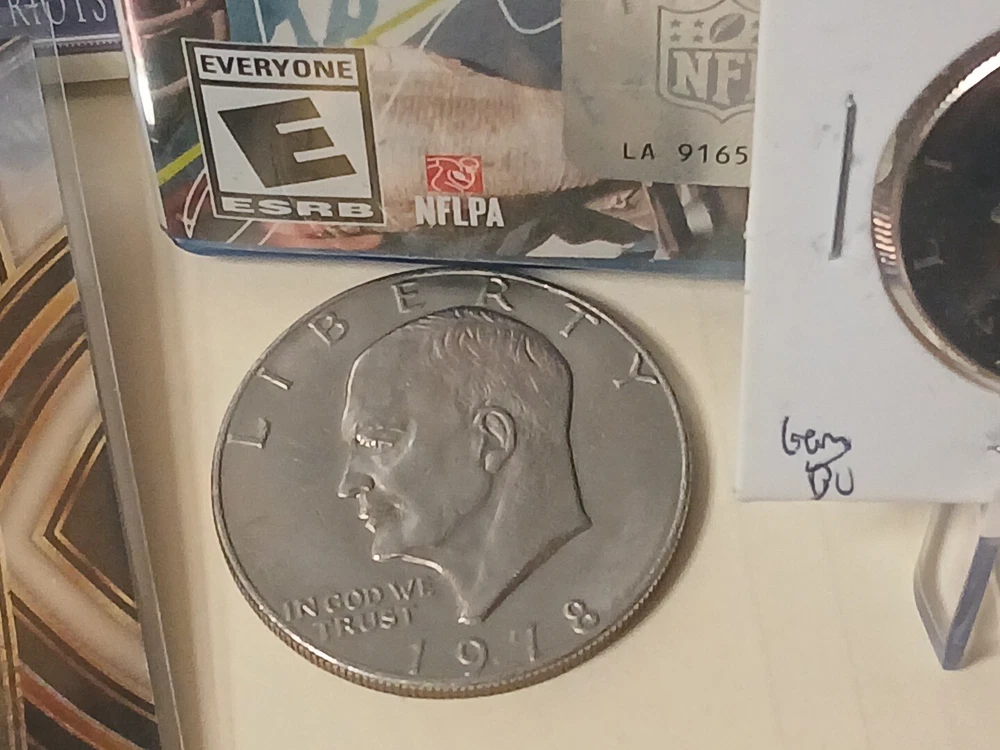 EVERYONE
E
ESRB
NFLPA
NFL
LA 9165
LIBERTY
IN GOD WE
TRUST
1978
Gem
BU